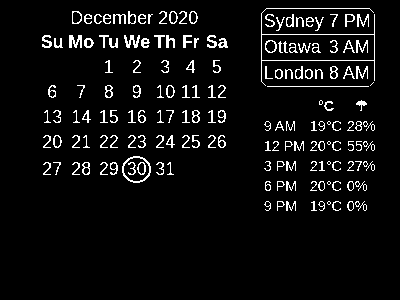 December 2020
Su Mo Tu We Th Fr Sa
1 2 3 4 5
6 7 8 9 10 11 12
13 14 15 16 17 18 19
20 21 22 23 24 25 26
27 28 29 30 31
Sydney 7 PM
Ottawa 3 AM
London 8 AM
°C ☂
9 AM 19°C 28%
12 PM 20°C 55%
3 PM 21°C 27%
6 PM 20°C 0%
9 PM 19°C 0%